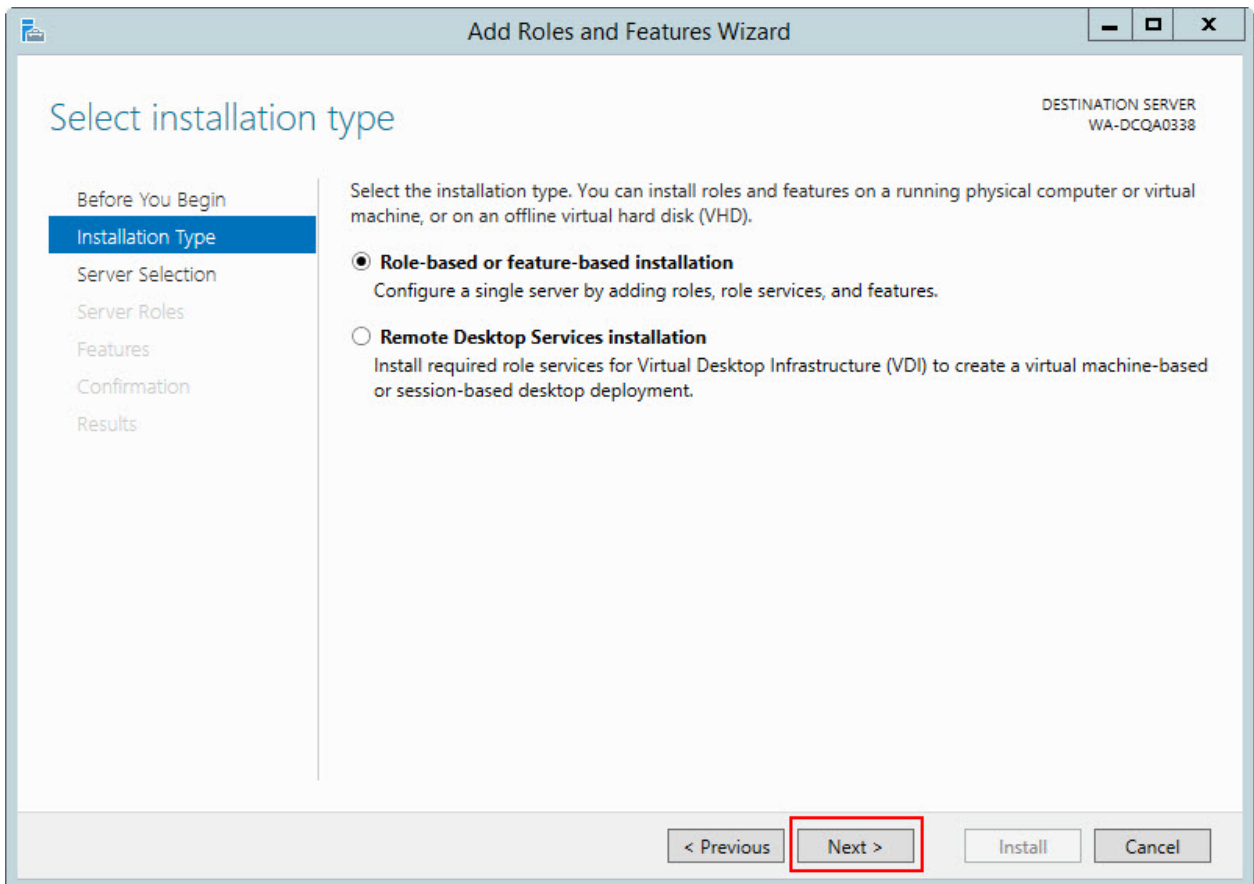 Add Roles and Features Wizard
Select installation type
DESTINATION SERVER
WA-DCQA0338
Before You Begin
Installation Type
Server Selection
Server Roles
Features
Confirmation
Results
Select the installation type. You can install roles and features on a running physical computer or virtual
machine, or on an offline virtual hard disk (VHD).
Role-based or feature-based installation
Configure a single server by adding roles, role services, and features.
Remote Desktop Services installation
Install required role services for Virtual Desktop Infrastructure (VDI) to create a virtual machine-based
or session-based desktop deployment.
< Previous
Next >
Install
Cancel